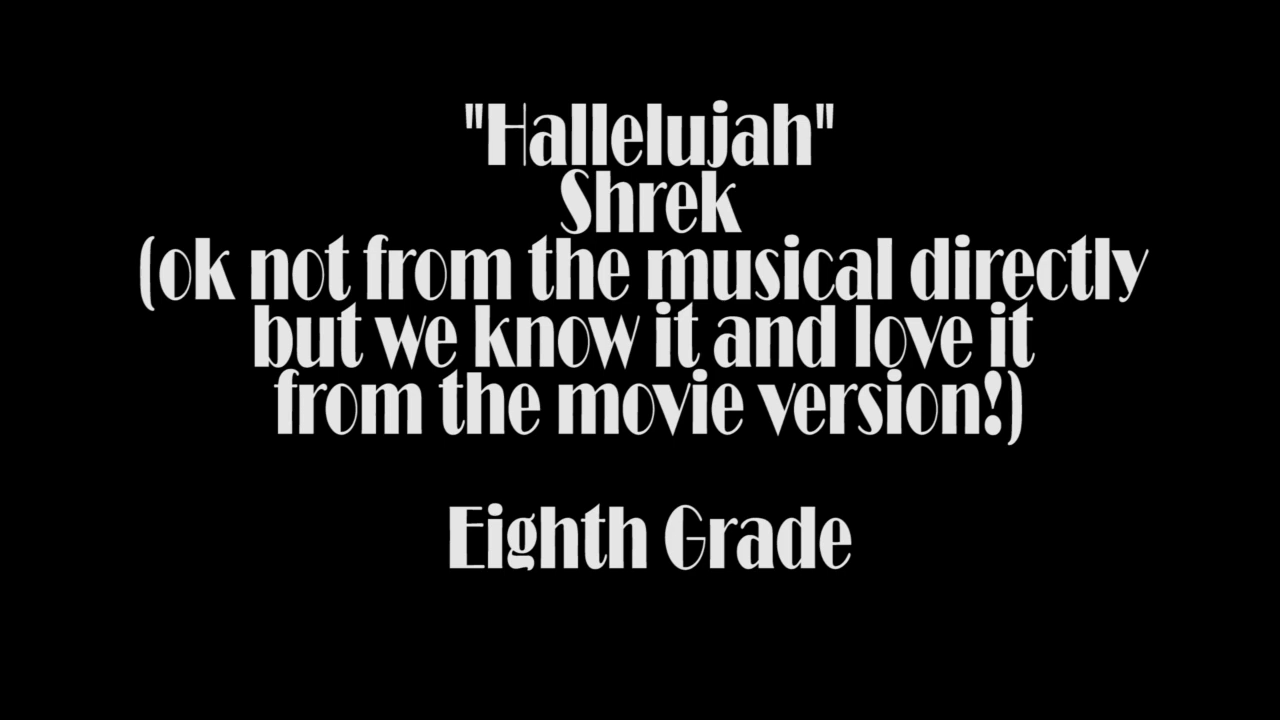 "Hallelujah"
Shrek
(ok not from the musical directly
but we know it and love it
from the movie version!)
Eighth Grade